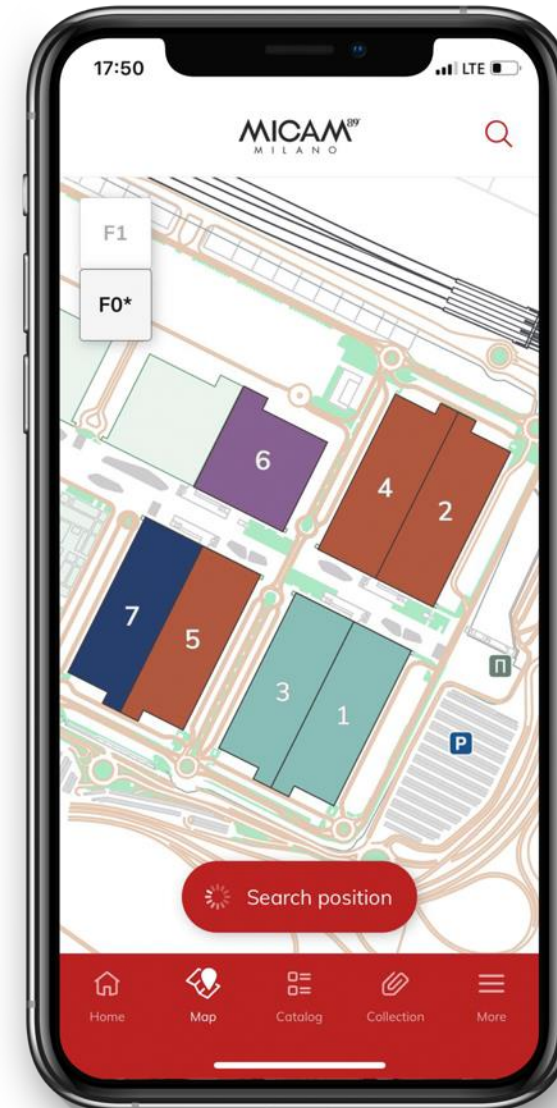 17:50
LTE
MICAM 89
MILANO
F1
F0*
6
4
2
7
5
3
1
P
Search position
Home
Map
Catalog
Collection
More